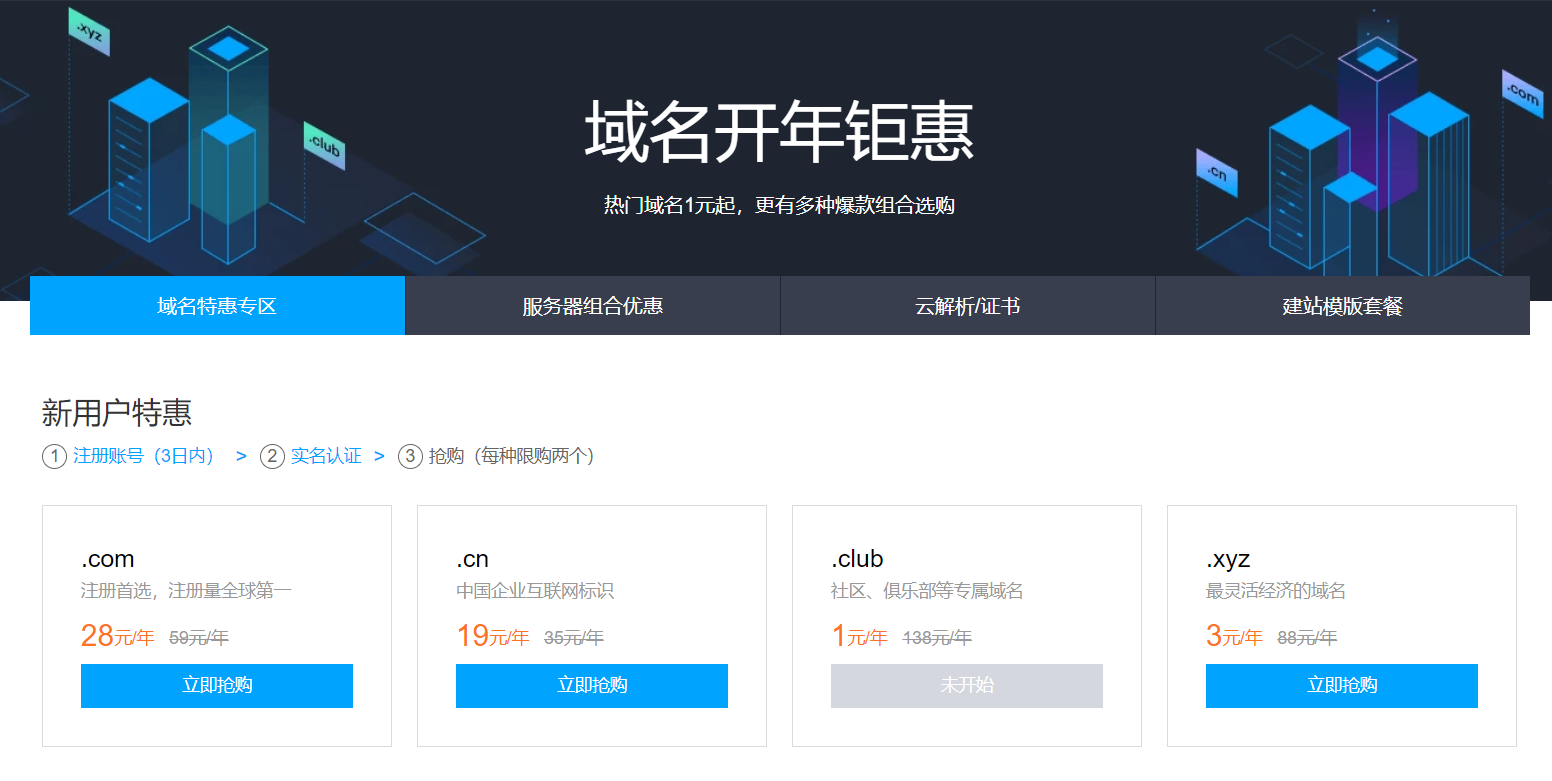 .xyz
.club
.com
.cn
域名开年钜惠
热门域名1元起，更有多种爆款组合选购
域名特惠专区
服务器组合优惠
云解析/证书
建站模版套餐
新用户特惠
1 注册账号（3日内） > 2 实名认证 > 3 抢购（每种限购两个）
.com
注册首选，注册量全球第一
28元/年 59元/年
立即抢购
.cn
中国企业互联网标识
19元/年 35元/年
立即抢购
.club
社区、俱乐部等专属域名
1元/年 138元/年
未开始
.xyz
最灵活经济的域名
3元/年 88元/年
立即抢购